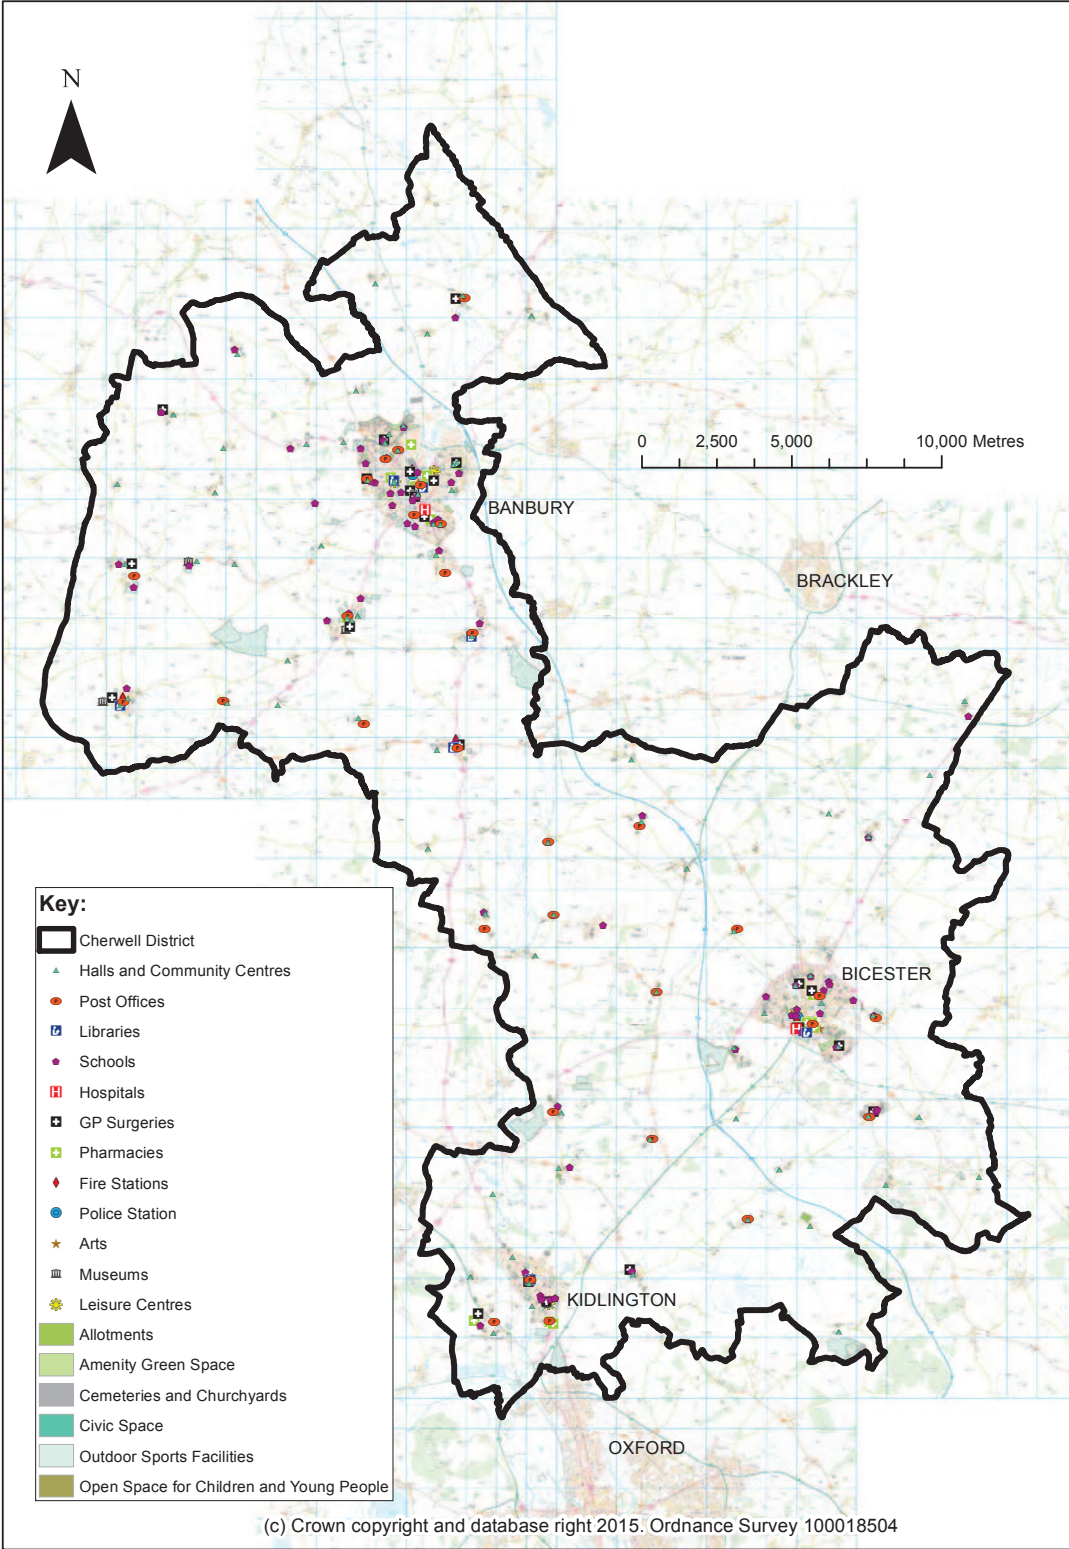 N
0 2,500 5,000 10,000 Metres
BANBURY
BRACKLEY
BICESTER
KIDLINGTON
OXFORD
Key:
Cherwell District
Halls and Community Centres
Post Offices
Libraries
Schools
Hospitals
GP Surgeries
Pharmacies
Fire Stations
Police Station
Arts
Museums
Leisure Centres
Allotments
Amenity Green Space
Cemeteries and Churchyards
Civic Space
Outdoor Sports Facilities
Open Space for Children and Young People
(c) Crown copyright and database right 2015. Ordnance Survey 100018504